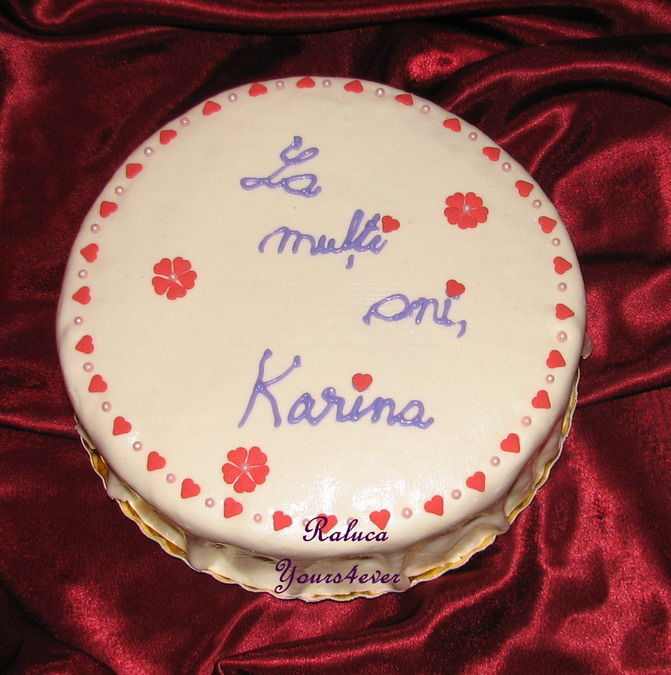 La
mulți
ani,
Karina
Raluca
Yours4ever